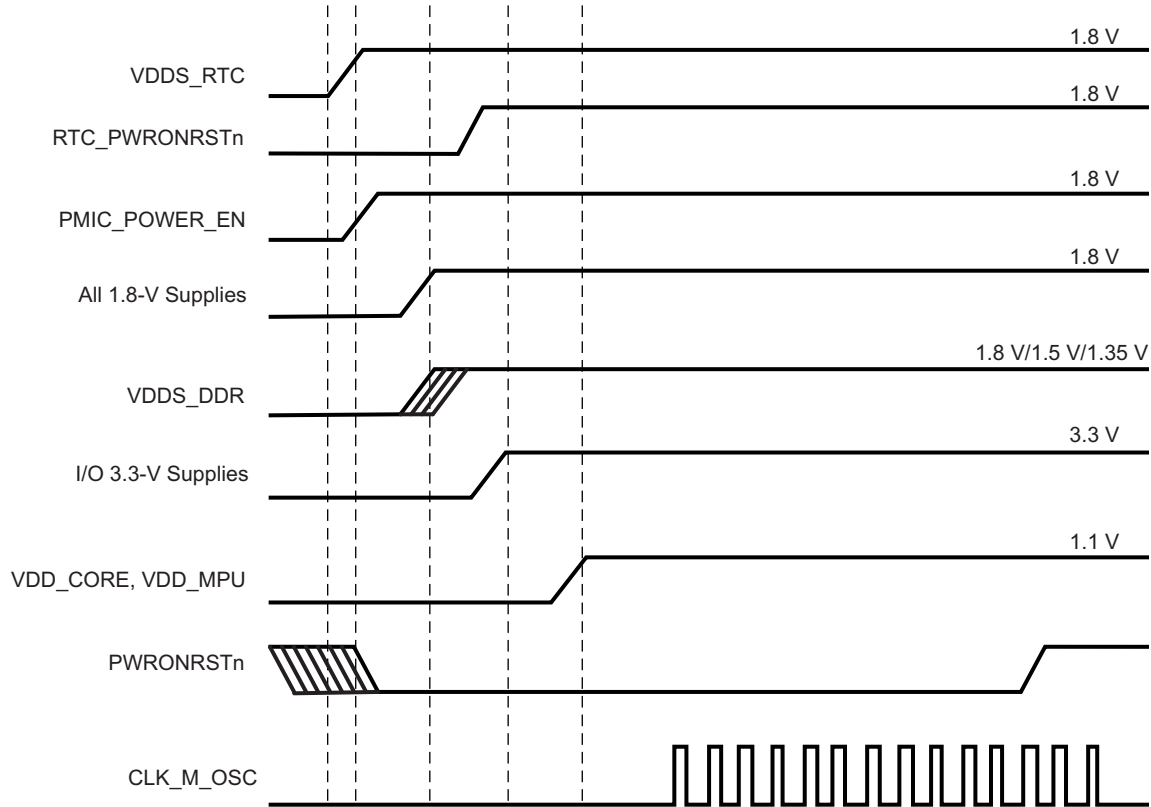 1.8 V
VDDS_RTC
1.8 V
RTC_PWRONRSTn
1.8 V
PMIC_POWER_EN
1.8 V
All 1.8-V Supplies
1.8 V/1.5 V/1.35 V
VDDS_DDR
3.3 V
I/O 3.3-V Supplies
1.1 V
VDD_CORE, VDD_MPU
PWRONRSTn
CLK_M_OSC